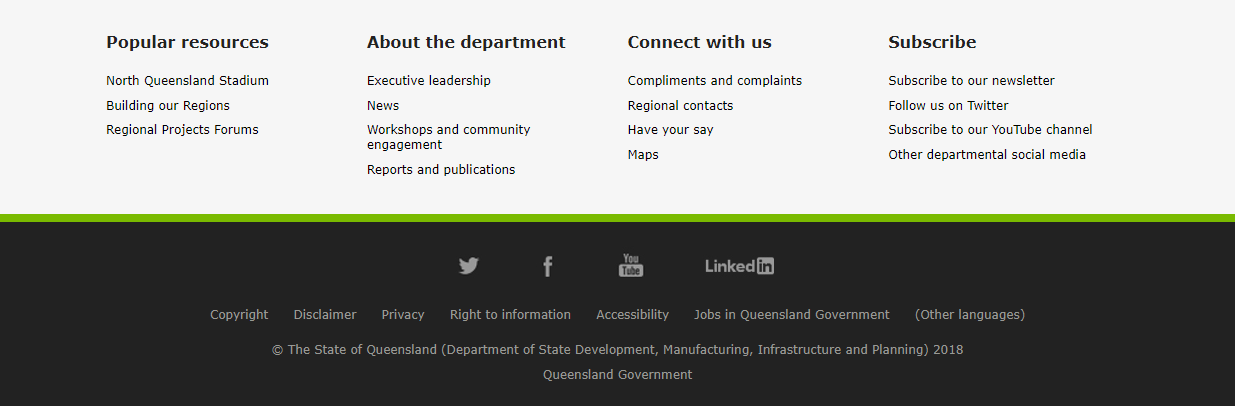 Popular resources
North Queensland Stadium
Building our Regions
Regional Projects Forums
About the department
Executive leadership
News
Workshops and community
engagement
Reports and publications
Connect with us
Compliments and complaints
Regional contacts
Have your say
Maps
Subscribe
Subscribe to our newsletter
Follow us on Twitter
Subscribe to our YouTube channel
Other departmental social media
You
Tube
Linked in
Copyright Disclaimer Privacy Right to information Accessibility Jobs in Queensland Government (Other languages)
© The State of Queensland (Department of State Development, Manufacturing, Infrastructure and Planning) 2018
Queensland Government